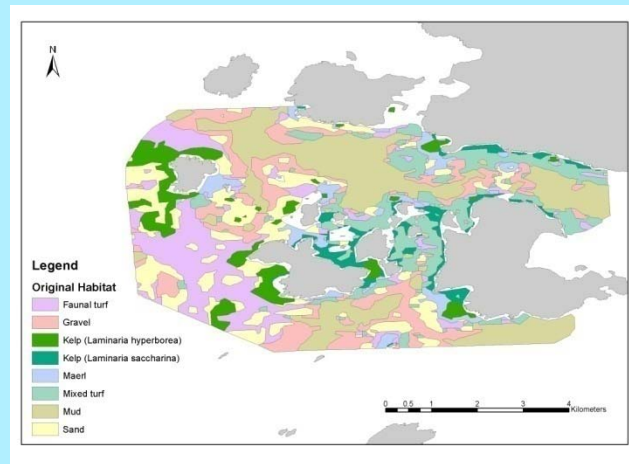 N
Legend
Original Habitat
Faunal turf
Gravel
Kelp (Laminaria hyperborea)
Kelp (Laminaria saccharina)
Maerl
Mixed turf
Mud
Sand
0 0.5 1 2 3 4
Kilometers